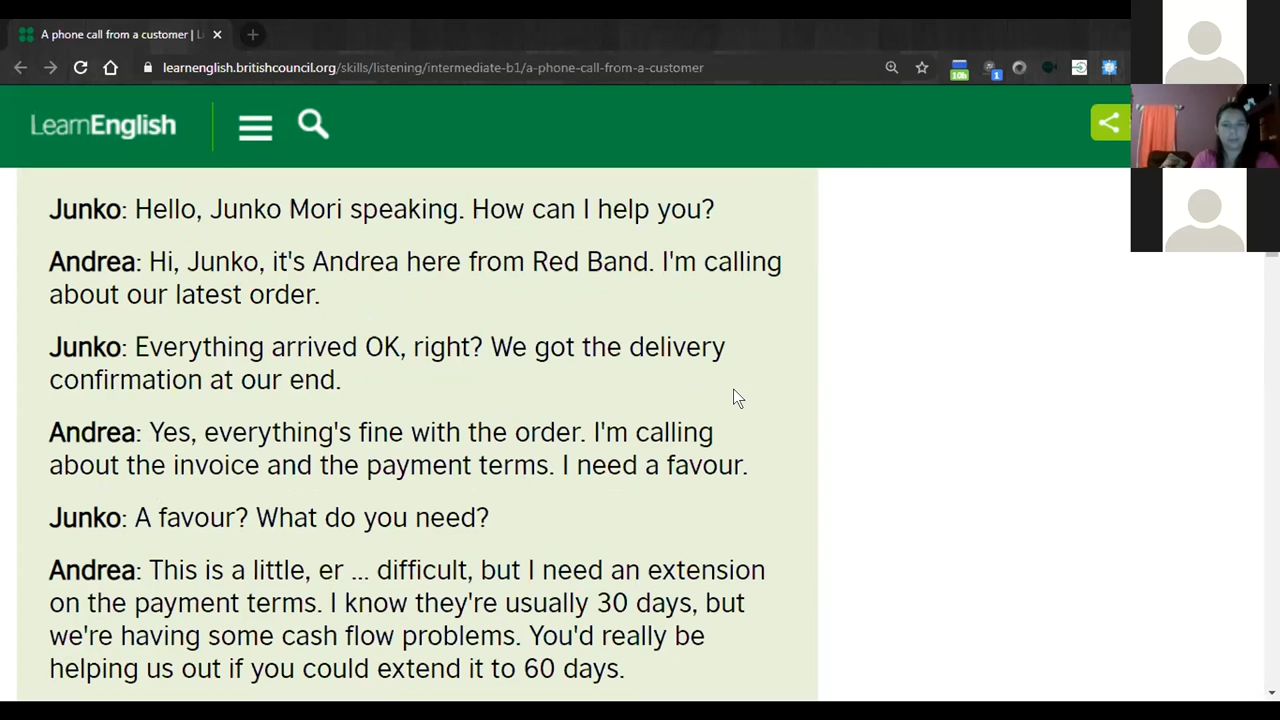 A phone call from a customer | L
learnenglish.britishcouncil.org/skills/listening/intermediate-b1/a-phone-call-from-a-customer
10b
1
LearnEnglish
Junko: Hello, Junko Mori speaking. How can I help you?
Andrea: Hi, Junko, it's Andrea here from Red Band. I'm calling
about our latest order.
Junko: Everything arrived OK, right? We got the delivery
confirmation at our end.
Andrea: Yes, everything's fine with the order. I'm calling
about the invoice and the payment terms. I need a favour.
Junko: A favour? What do you need?
Andrea: This is a little, er ... difficult, but I need an extension
on the payment terms. I know they're usually 30 days, but
we're having some cash flow problems. You'd really be
helping us out if you could extend it to 60 days.